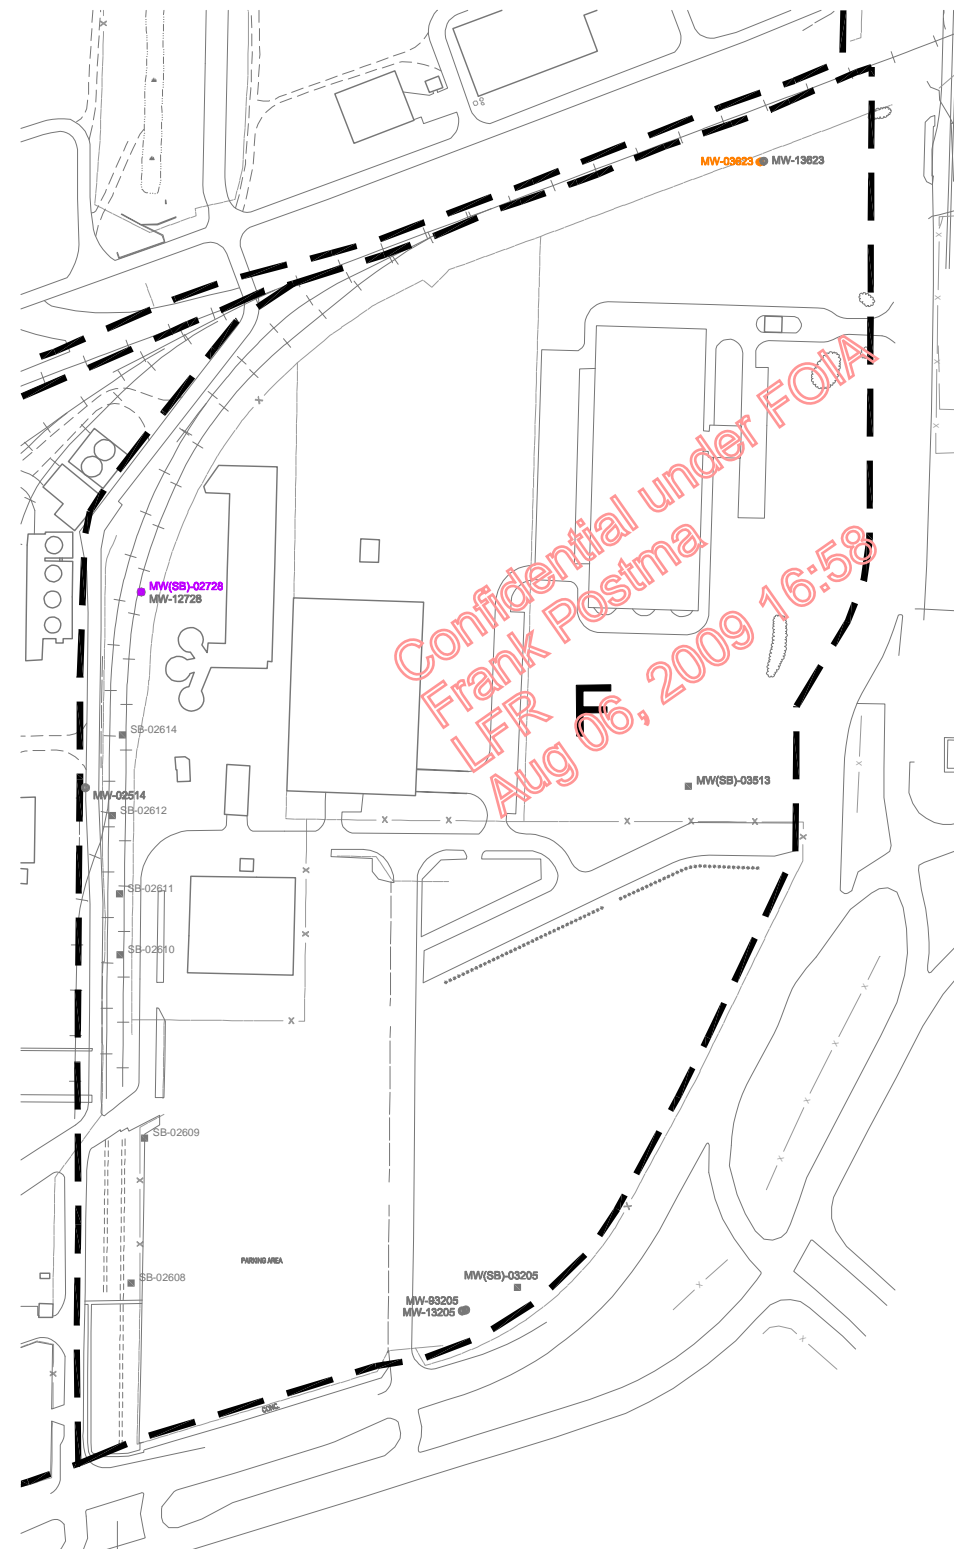 MW-03623
MW-13623
Confidential under FOIA
Frank Postma
LFR
Aug 06, 2009 16:58
MW(SB)-02728
MW-12728
F
SB-02614
MW(SB)-03513
MW-02514
SB-02612
SB-02611
SB-02610
SB-02609
PARKING AREA
MW(SB)-03205
SB-02608
MW-93205
MW-13205
CONC.